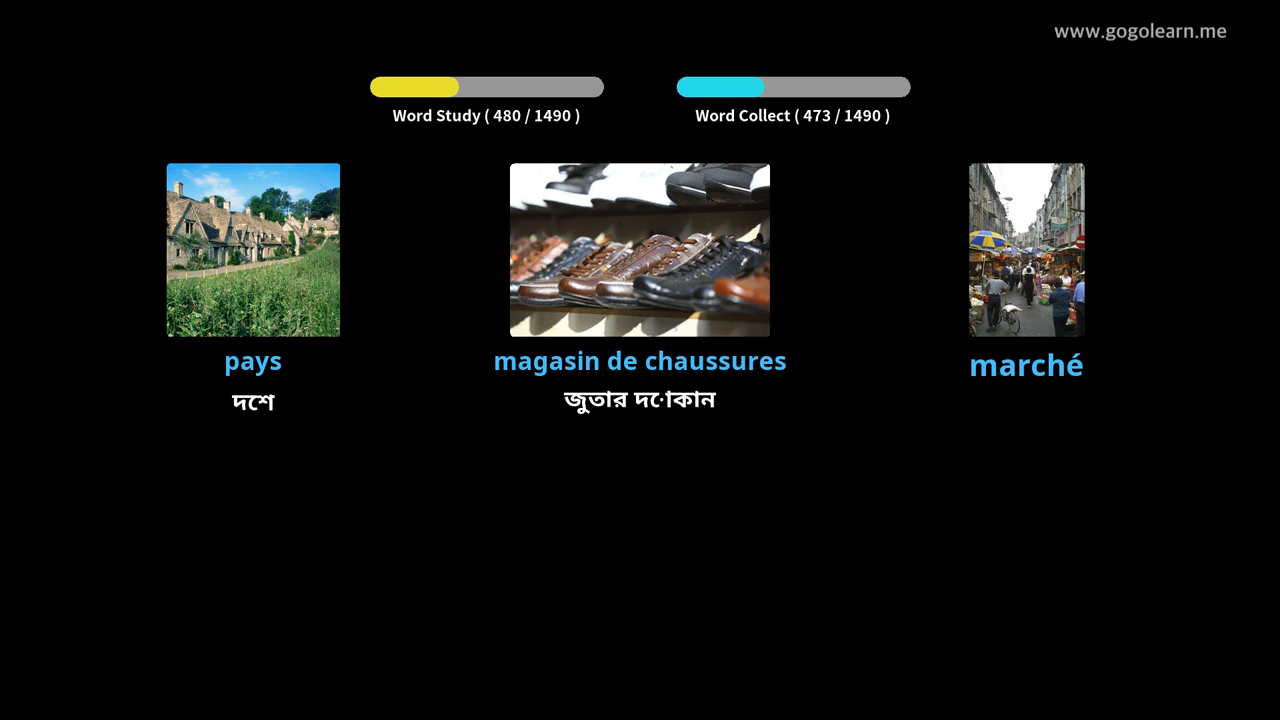 www.gogolearn.me
Word Study ( 480 / 1490 )
Word Collect ( 473 / 1490 )
pays
দেশ
magasin de chaussures
জুতার দোকান
marché